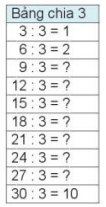 Bảng chia 3
3 : 3 = 1
6 : 3 = 2
9 : 3 = ?
12 : 3 = ?
15 : 3 = ?
18 : 3 = ?
21 : 3 = ?
24 : 3 = ?
27 : 3 = ?
30 : 3 = 10